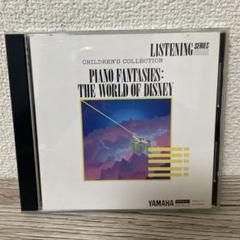 LISTENING SERIES
CHILDREN'S COLLECTION
PIANO FANTASIES:
THE WORLD OF DISNEY
YAMAHA